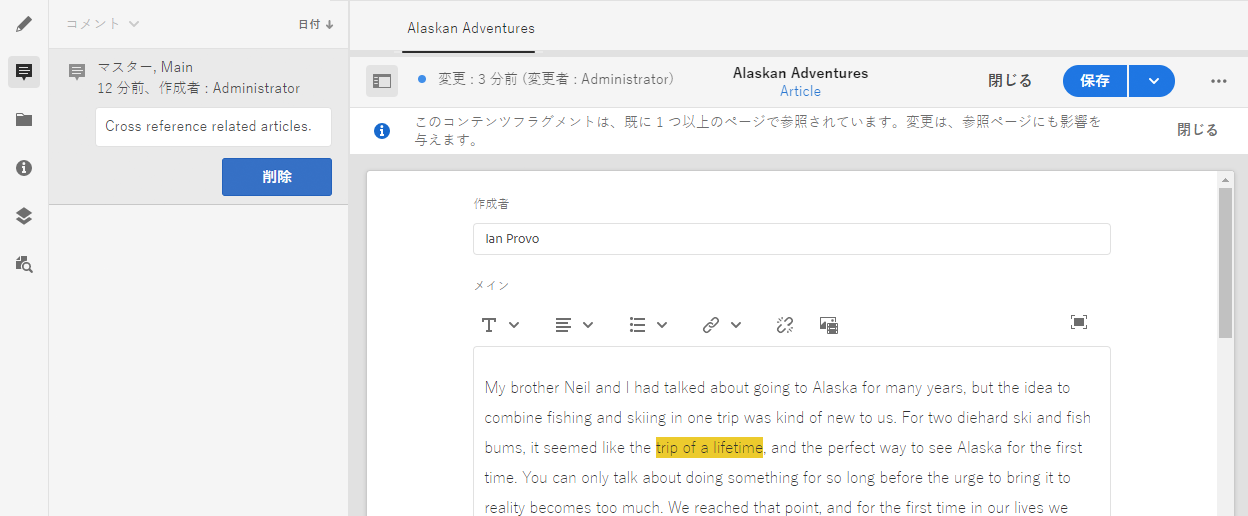 コメント
日付
マスター, Main
12 分前、作成者 : Administrator
Cross reference related articles.
削除
Alaskan Adventures
変更 : 3 分前 (変更者 : Administrator)
Alaskan Adventures
Article
閉じる
保存
このコンテンツフラグメントは、既に 1 つ以上のページで参照されています。変更は、参照ページにも影響を
与えます。
閉じる
作成者
Ian Provo
メイン
My brother Neil and I had talked about going to Alaska for many years, but the idea to
combine fishing and skiing in one trip was kind of new to us. For two diehard ski and fish
bums, it seemed like the trip of a lifetime, and the perfect way to see Alaska for the first
time. You can only talk about doing something for so long before the urge to bring it to
reality becomes too much. We reached that point, and for the first time in our lives we